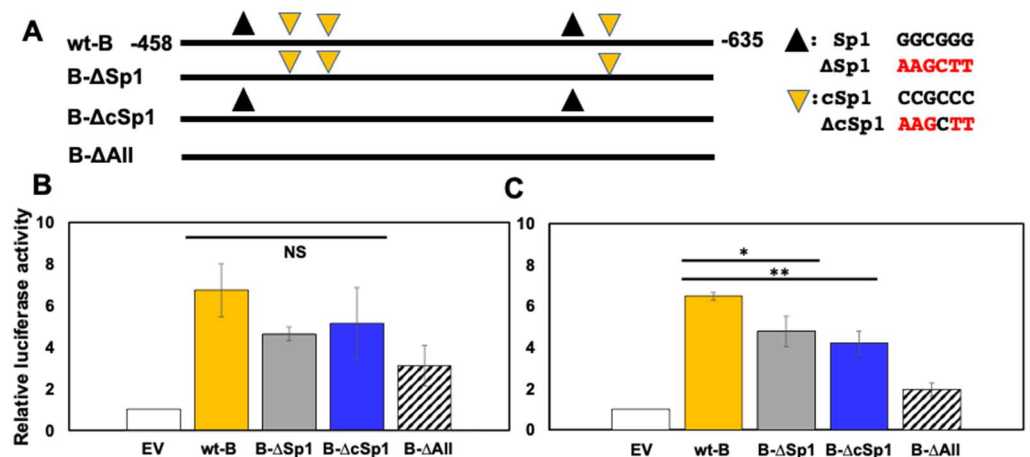 A
wt-B -458 -635
B-ΔSp1
B-ΔcSp1
B-ΔAll
: Sp1 GGCGGG
ΔSp1 AAGCTT
:cSp1 CCGCCC
ΔcSp1 AAGCTT
B
Relative luciferase activity
10
8
6
4
2
0
NS
EV wt-B B-ΔSp1 B-ΔcSp1 B-ΔAll
C
10
8
6
4
2
0
*
**
EV wt-B B-ΔSp1 B-ΔcSp1 B-ΔAll